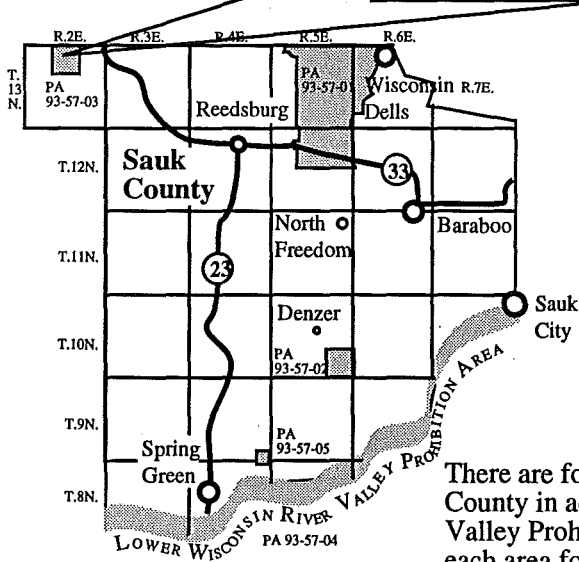 R.2E. R.3E. R.4E. R.5E. R.6E.
T.
13
N.
PA
93-57-03
PA
93-57-01
Wisconsin R.7E.
Dells
Reedsburg
T.12N.
Sauk
County
33
North
Freedom
Baraboo
T.11N.
23
Denzer
Sauk
City
T.10N.
PA
93-57-02
T.9N.
PA
93-57-05
Spring
Green
T.8N.
LOWER WISCONSIN RIVER VALLEY PROHIBITION AREA
PA 93-57-04
There are fo
County in a
Valley Proh
each area fo